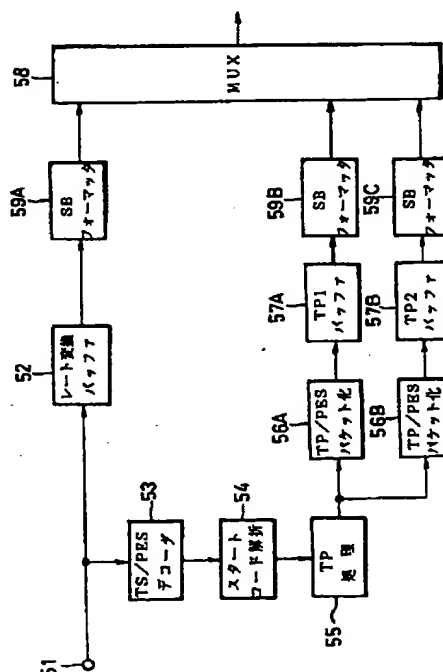 51
52
レート変換
バッファ
59A
SB
フォーマッタ
58
MUX
53
TS/PES
デコーダ
54
スタート
コード解析
55
TP
処理
56A
TP/PES
パケット化
57A
TP1
バッファ
59B
SB
フォーマッタ
56B
TP/PES
パケット化
57B
TP2
バッファ
59C
SB
フォーマッタ